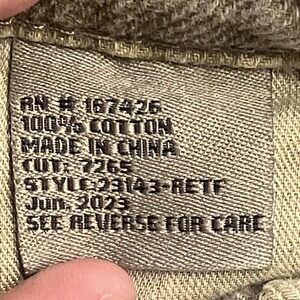 RN # 167426
100% COTTON
MADE IN CHINA
CUT: 7265
STYLE:23143-RETF
Jun. 2023
SEE REVERSE FOR CARE